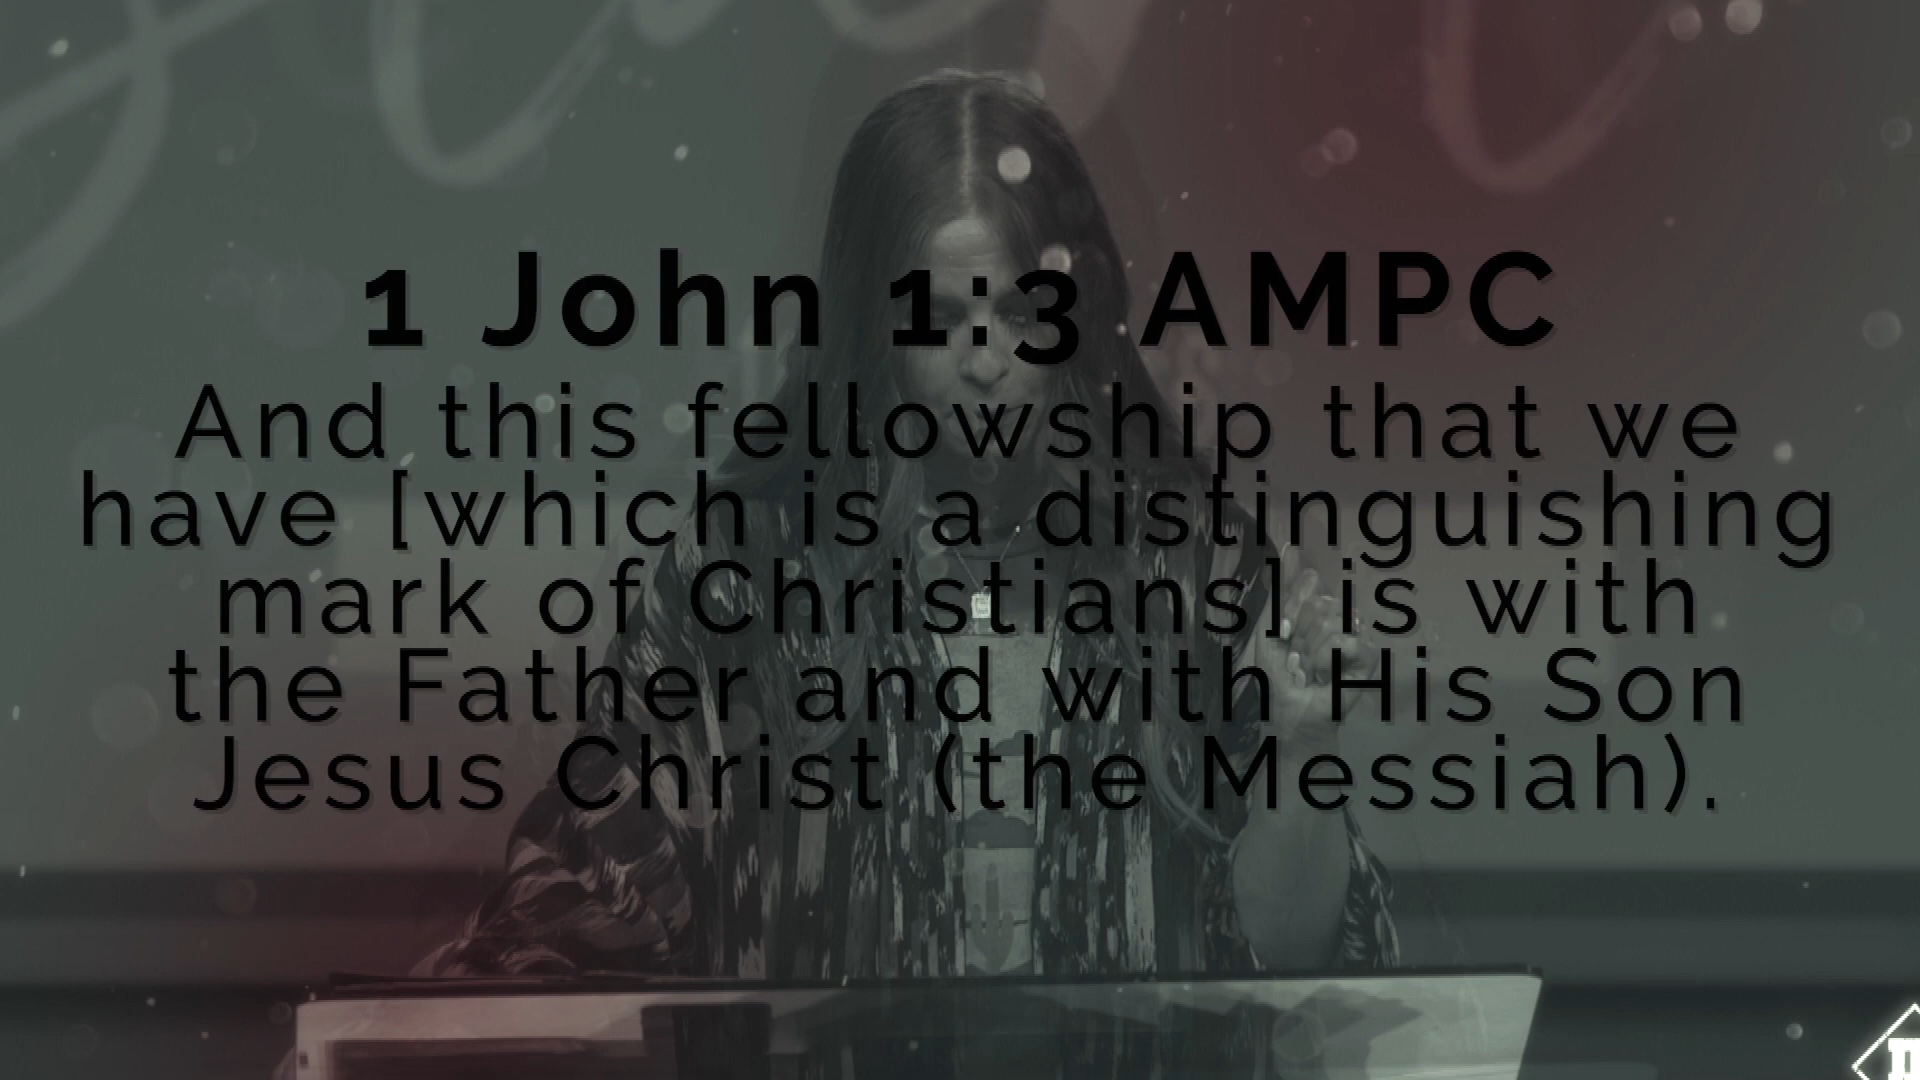 1 John 1:3 AMPC
And this fellowship that we
have [which is a distinguishing
mark of Christians] is with
the Father and with His Son
Jesus Christ (the Messiah).